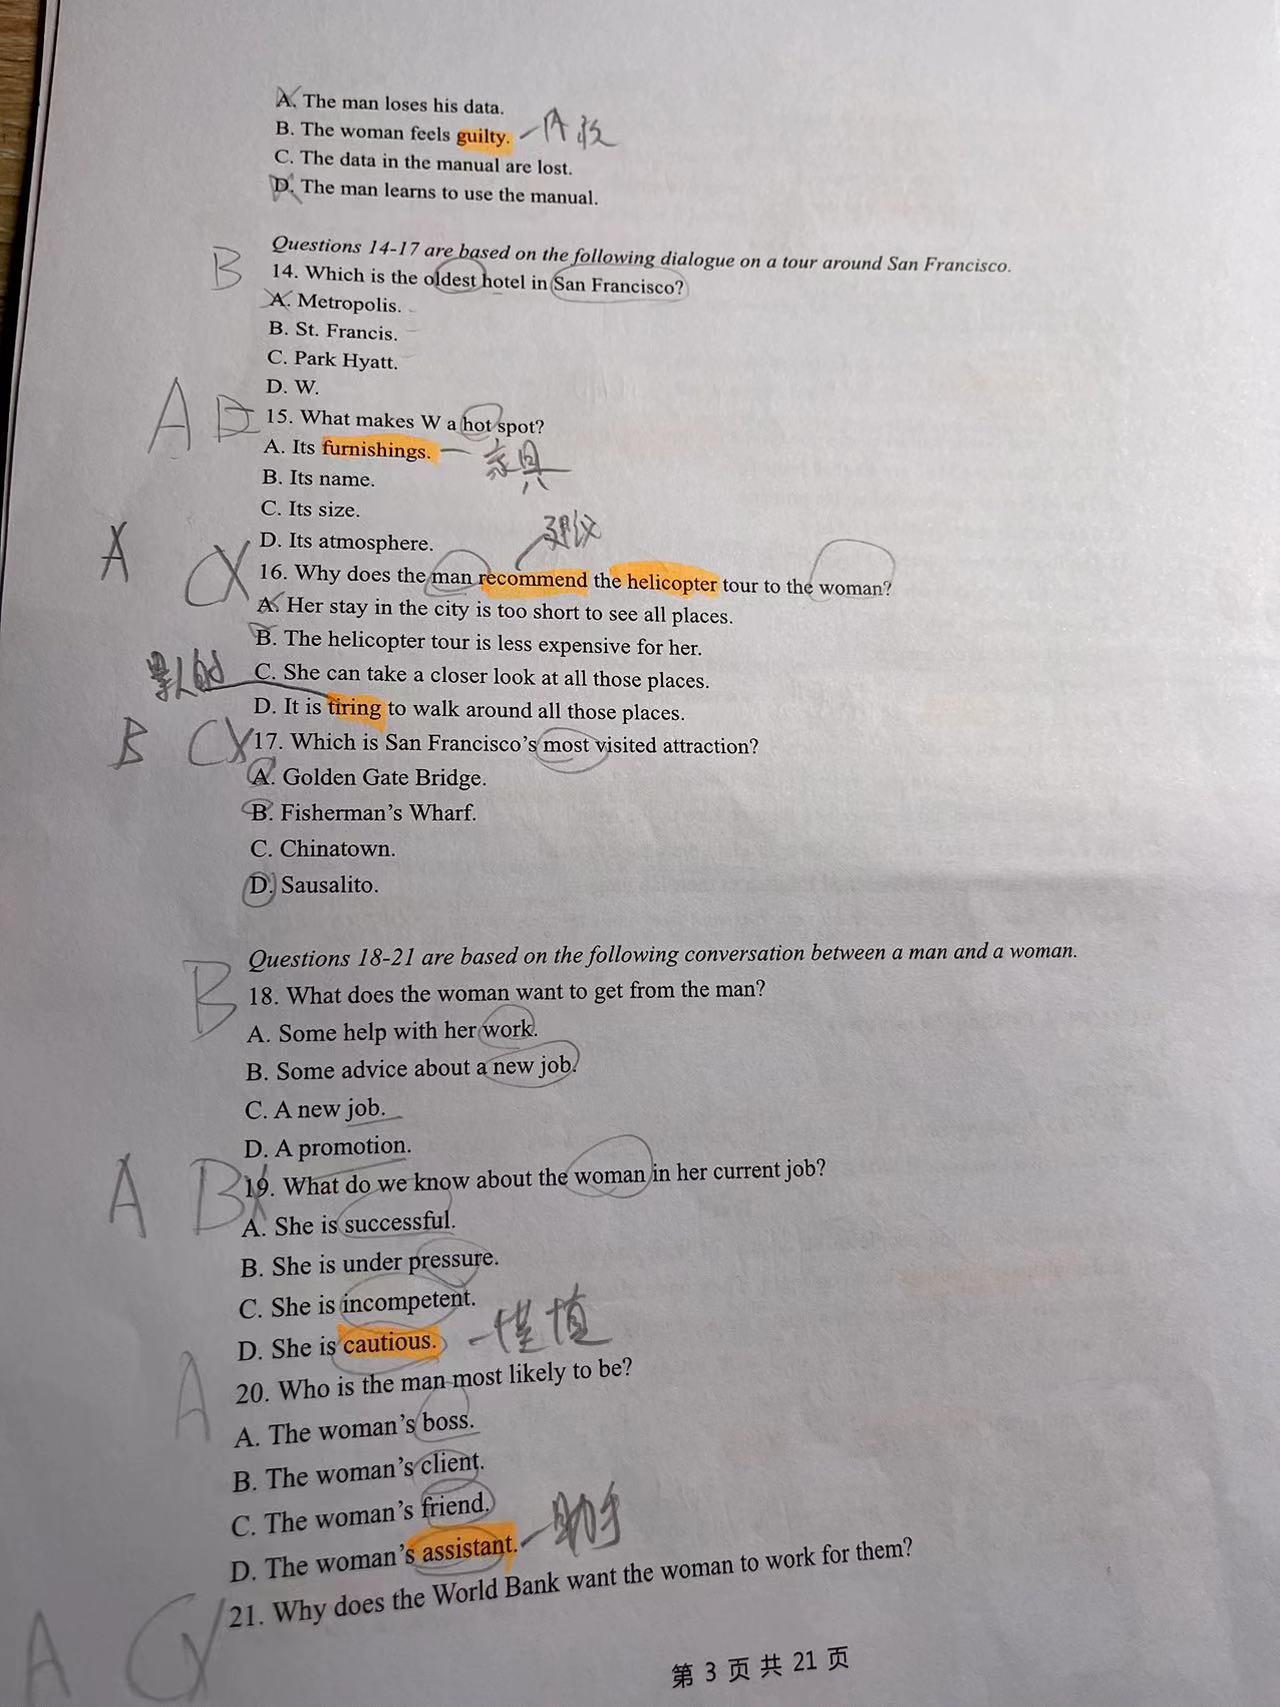 A. The man loses his data.
B. The woman feels guilty.
C. The data in the manual are lost.
D. The man learns to use the manual.
Questions 14-17 are based on the following dialogue on a tour around San Francisco.
B 14. Which is the oldest hotel in San Francisco?
A. Metropolis.
B. St. Francis.
C. Park Hyatt.
D. W.
A D 15. What makes W a hot spot?
A. Its furnishings. 家具
B. Its name.
C. Its size.
D. Its atmosphere.
建议
A C 16. Why does the man recommend the helicopter tour to the woman?
A. Her stay in the city is too short to see all places.
B. The helicopter tour is less expensive for her.
累人的 C. She can take a closer look at all those places.
D. It is tiring to walk around all those places.
B C 17. Which is San Francisco's most visited attraction?
A. Golden Gate Bridge.
B. Fisherman's Wharf.
C. Chinatown.
D. Sausalito.
Questions 18-21 are based on the following conversation between a man and a woman.
B 18. What does the woman want to get from the man?
A. Some help with her work.
B. Some advice about a new job.
C. A new job.
D. A promotion.
A B 19. What do we know about the woman in her current job?
A. She is successful.
B. She is under pressure.
C. She is incompetent.
D. She is cautious.
A 20. Who is the man most likely to be?
A. The woman's boss.
B. The woman's client.
C. The woman's friend.
D. The woman's assistant. 助手
A C 21. Why does the World Bank want the woman to work for them?
第 3 页 共 21 页